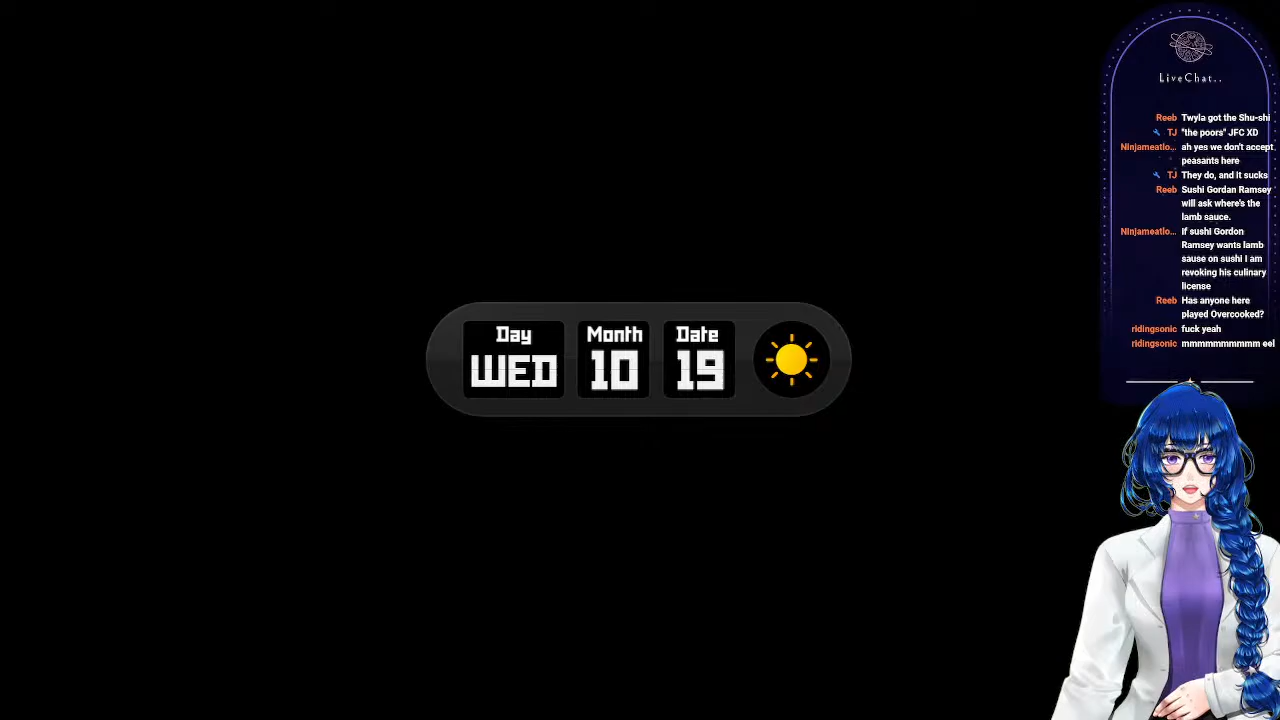 Day
WED
Month
10
Date
19
LiveChat..
Reeb Twyla got the Shu-shi
TJ "the poors" JFC XD
Ninjameatlo... ah yes we don't accept
peasants here
TJ They do, and it sucks
Reeb Sushi Gordan Ramsey
will ask where's the
lamb sauce.
Ninjameatlo... If sushi Gordon
Ramsey wants lamb
sause on sushi I am
revoking his culinary
license
Reeb Has anyone here
played Overcooked?
ridingsonic fuck yeah
ridingsonic mmmmmmmmmm eel